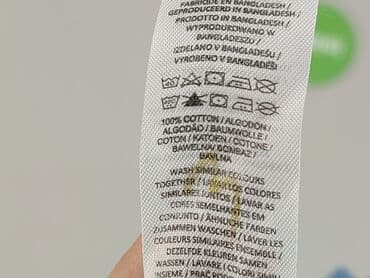 FABRIQUÉ EN BANGLADESH /
GEPRODUCEERD IN BANGLADESH /
PRODOTTO IN BANGLADESH /
WYPRODUKOWANO W
BANGLADESZU /
IZDELANO V BANGLADEŠU /
VYROBENO V BANGLADÉŠI
100% COTTON / ALGODÓN /
ALGODÃO / BAUMWOLLE /
COTON / KATOEN / COTONE /
BAWEŁNA / BOMBAŽ /
BAVLNA
WASH SIMILAR COLOURS
TOGETHER / LAVAR LOS COLORES
SIMILARES JUNTOS / LAVAR AS
CORES SEMELHANTES EM
CONJUNTO / ÄHNLICHE FARBEN
ZUSAMMEN WASCHEN / LAVER LES
COULEURS SIMILAIRES ENSEMBLE /
DEZELFDE KLEUREN SAMEN
WASSEN / LAVARE I COLORI SIMILI
INSIEME / PRAĆ